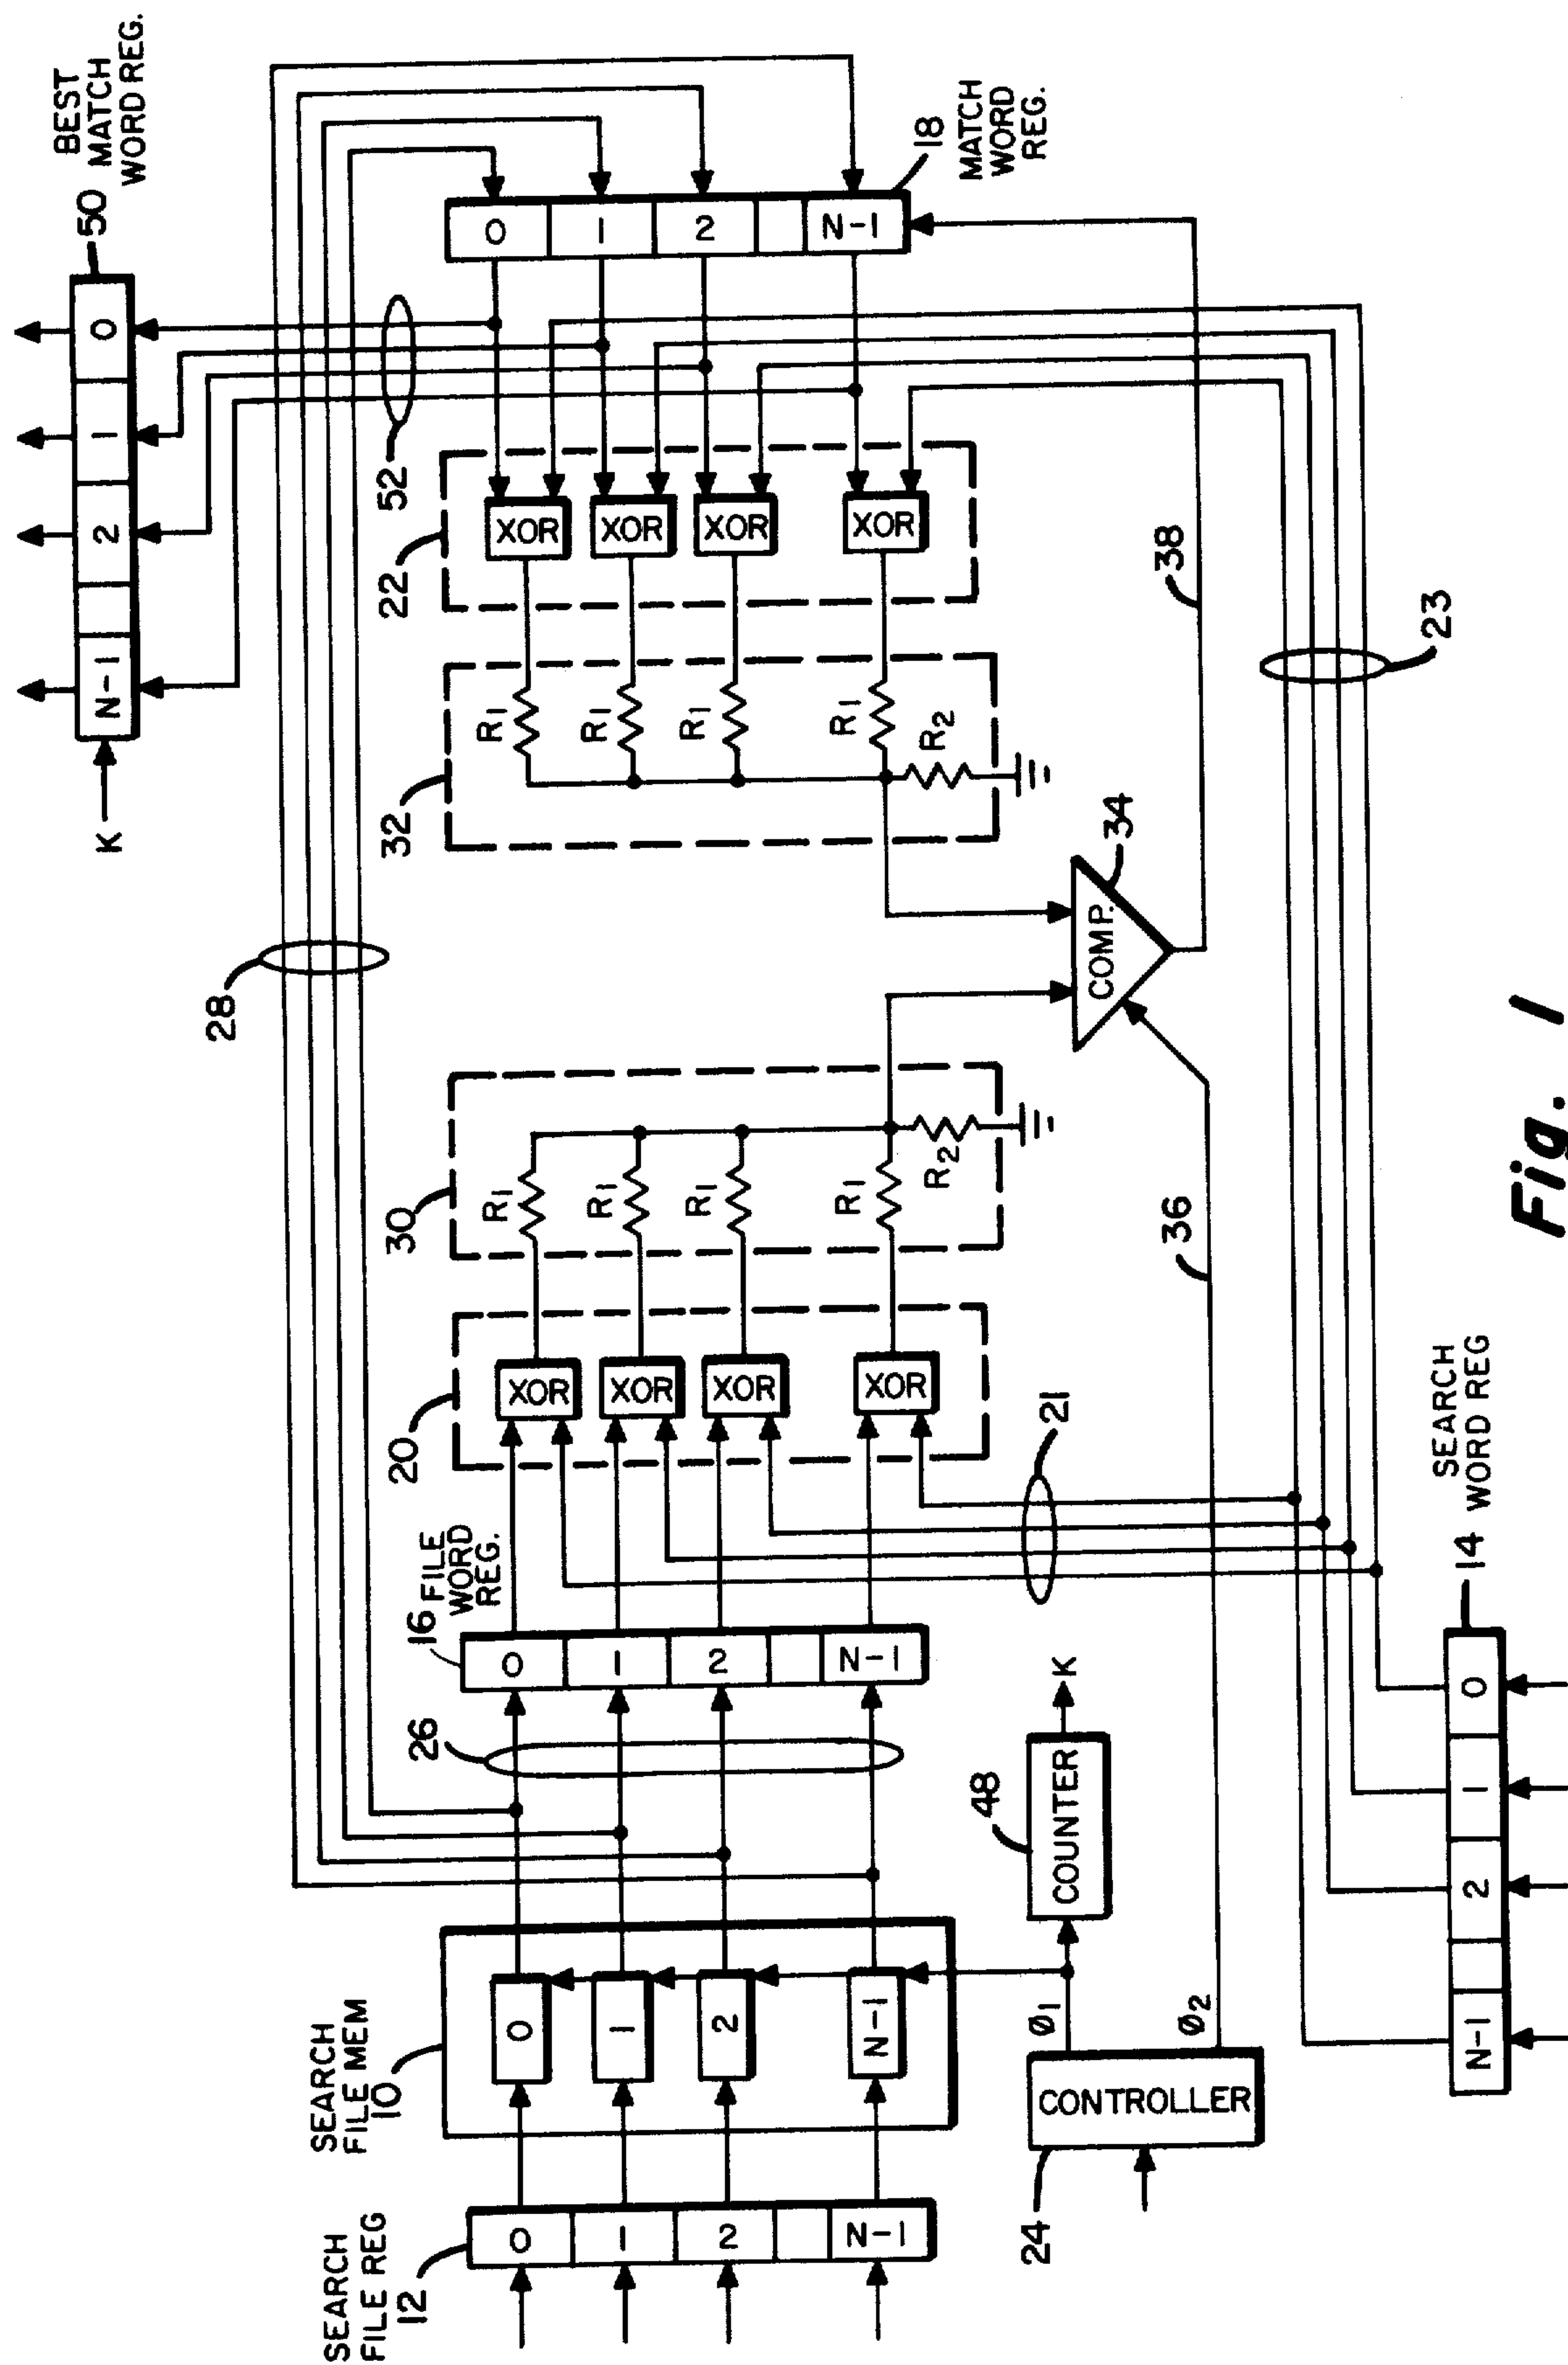 SEARCH
FILE REG
12
0
1
2
N-1
SEARCH
FILE MEM
10
0
1
2
N-1
24
CONTROLLER
Ø1
Ø2
48
COUNTER
K
26
16 FILE
WORD
REG.
0
1
2
N-1
28
20
XOR
XOR
XOR
XOR
21
30
R1
R1
R1
R1
R2
36
COMP.
34
32
R1
R1
R1
R1
R2
22
XOR
XOR
XOR
XOR
38
52
23
0
1
2
N-1
18
MATCH
WORD
REG.
K
N-1
2
1
0
50
BEST
MATCH
WORD REG.
N-1
2
1
0
14
SEARCH
WORD REG
Fig. 1